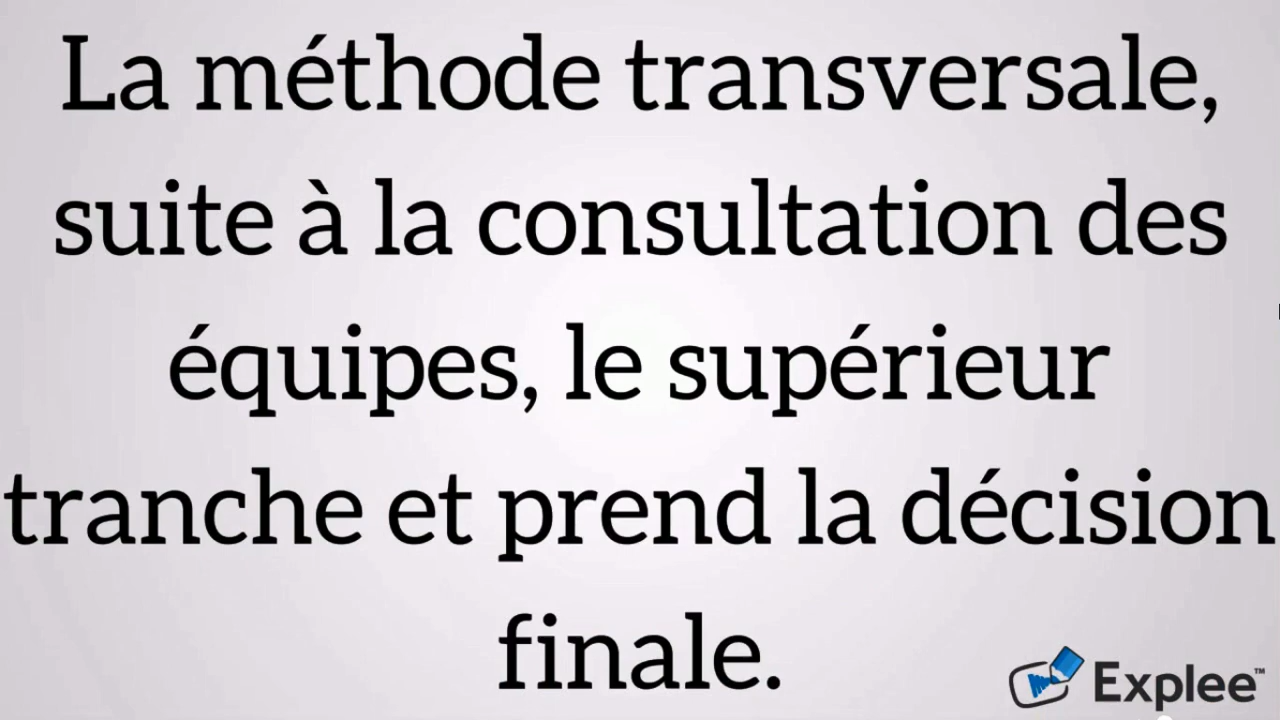 La méthode transversale,
suite à la consultation des
équipes, le supérieur
tranche et prend la décision
finale.
Explee™